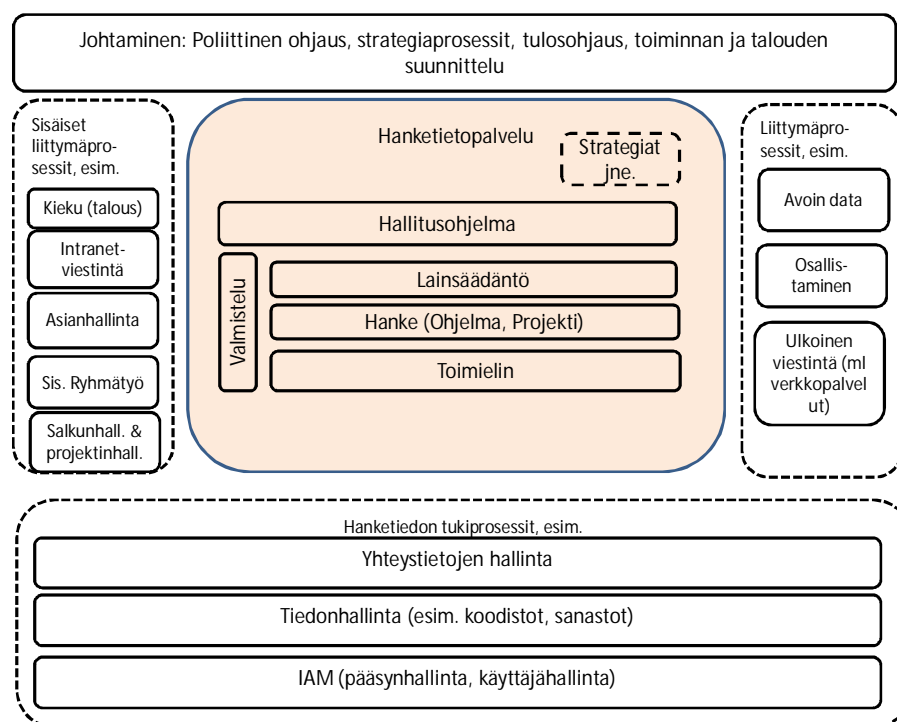 Johtaminen: Poliittinen ohjaus, strategiaprosessit, tulosohjaus, toiminnan ja talouden
suunnittelu
Sisäiset
liittymäpro-
sessit, esim.
Kieku (talous)
Intranet-
viestintä
Asianhallinta
Sis. Ryhmätyö
Salkunhall. &
projektinhall.
Hanketietopalvelu
Strategiat
jne.
Hallitusohjelma
Valmistelu
Lainsäädäntö
Hanke (Ohjelma, Projekti)
Toimielin
Liittymäpro-
sessit, esim.
Avoin data
Osallis-
taminen
Ulkoinen
viestintä (ml
verkkopalvel
ut)
Hanketiedon tukiprosessit, esim.
Yhteystietojen hallinta
Tiedonhallinta (esim. koodistot, sanastot)
IAM (pääsynhallinta, käyttäjähallinta)